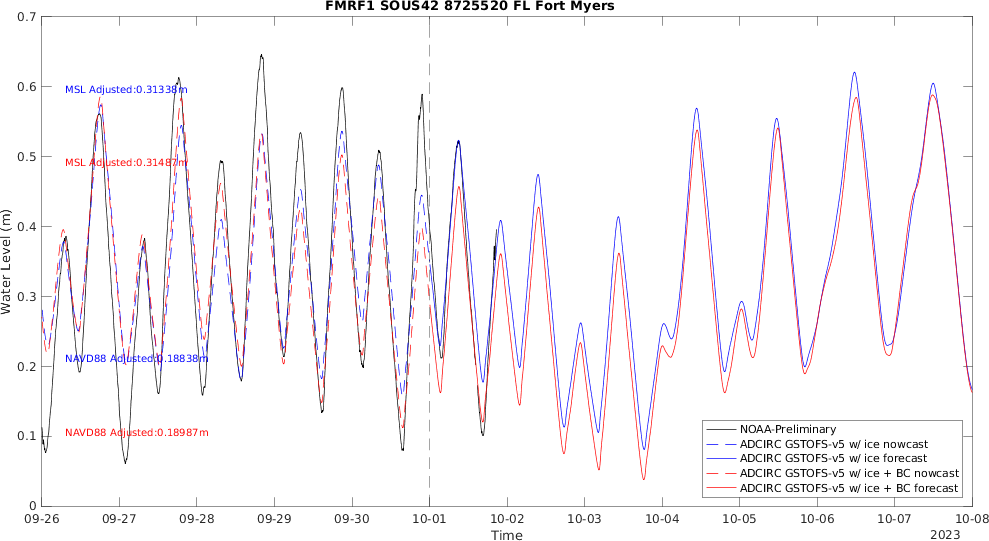 FMRF1 SOUS42 8725520 FL Fort Myers
0.7
0.6
0.5
0.4
0.3
0.2
0.1
0
Water Level (m)
MSL Adjusted:0.31338m
MSL Adjusted:0.31487m
NAVD88 Adjusted:0.18838m
NAVD88 Adjusted:0.18987m
NOAA-Preliminary
ADCIRC GSTOFS-v5 w/ ice nowcast
ADCIRC GSTOFS-v5 w/ ice forecast
ADCIRC GSTOFS-v5 w/ ice + BC nowcast
ADCIRC GSTOFS-v5 w/ ice + BC forecast
09-26 09-27 09-28 09-29 09-30 10-01 10-02 10-03 10-04 10-05 10-06 10-07 10-08
Time
2023